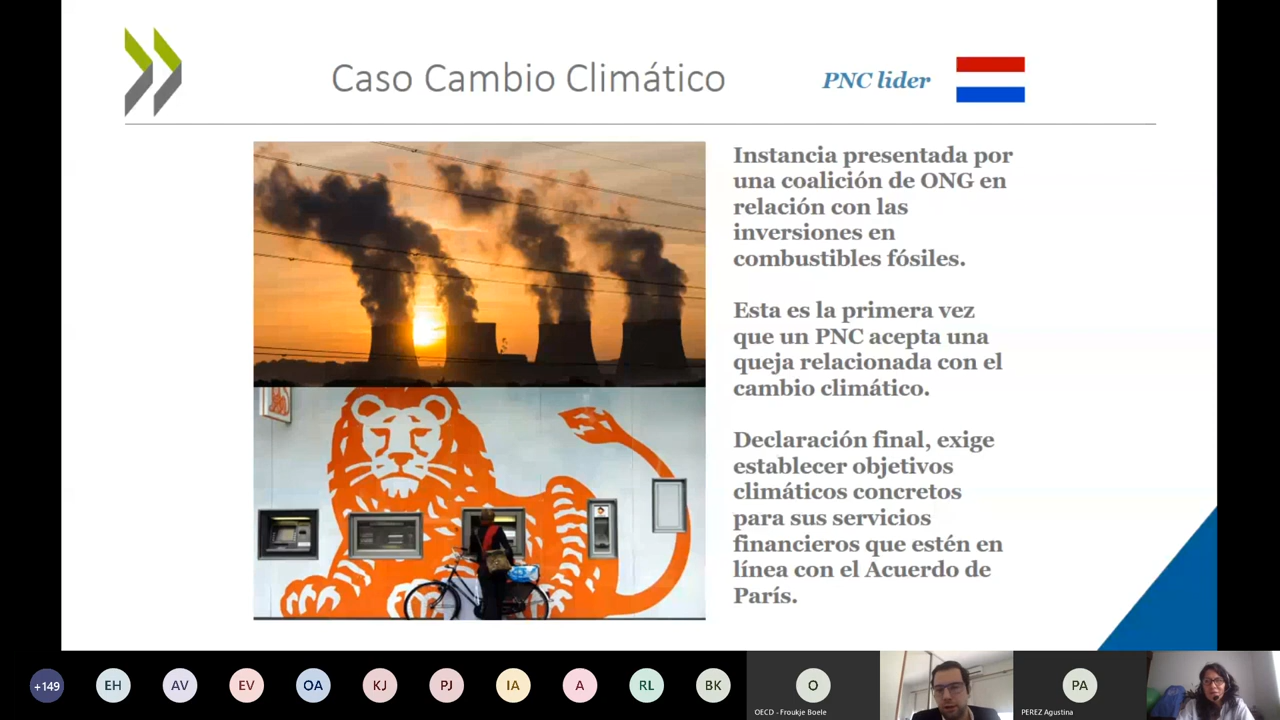 Caso Cambio Climático
PNC lider
Instancia presentada por
una coalición de ONG en
relación con las
inversiones en
combustibles fósiles.
Esta es la primera vez
que un PNC acepta una
queja relacionada con el
cambio climático.
Declaración final, exige
establecer objetivos
climáticos concretos
para sus servicios
financieros que estén en
línea con el Acuerdo de
París.
+149
EH
AV
EV
OA
KJ
PJ
IA
A
RL
BK
O
OECD - Froukje Boele
PA
PEREZ Agustina